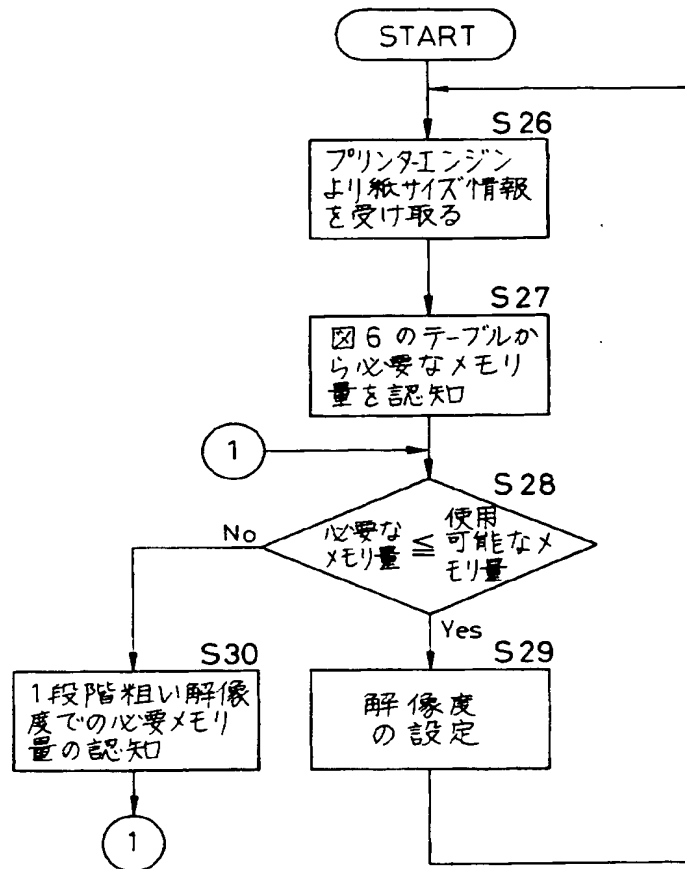 START
S26
プリンターエンジン
より紙サイズ情報
を受け取る
S27
図6のテーブルか
ら必要なメモリ
量を認知
1
S28
No
必要な
メモリ量
≦
使用
可能なメ
モリ量
Yes
S30
1段階粗い解像
度での必要メモリ
量の認知
S29
解像度
の設定
1